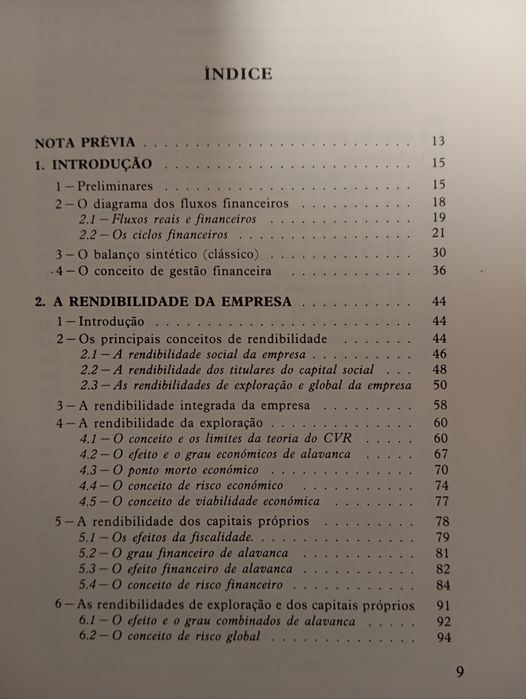 ÍNDICE
NOTA PRÉVIA . . . . . . . . . . . . . . . . . . . . . . . . . . 13
1. INTRODUÇÃO . . . . . . . . . . . . . . . . . . . . . . . . 15
1 — Preliminares . . . . . . . . . . . . . . . . . . . . . . . . 15
2 — O diagrama dos fluxos financeiros . . . . . . . . . . . 18
2.1 — Fluxos reais e financeiros . . . . . . . . . . . . . . 19
2.2 — Os ciclos financeiros . . . . . . . . . . . . . . . . . 21
3 — O balanço sintético (clássico) . . . . . . . . . . . . . . 30
4 — O conceito de gestão financeira . . . . . . . . . . . . 36
2. A RENDIBILIDADE DA EMPRESA . . . . . . . . . . . 44
1 — Introdução . . . . . . . . . . . . . . . . . . . . . . . . . 44
2 — Os principais conceitos de rendibilidade . . . . . . . 44
2.1 — A rendibilidade social da empresa . . . . . . . . . . 46
2.2 — A rendibilidade dos titulares do capital social . . . 48
2.3 — As rendibilidades de exploração e global da empresa 50
3 — A rendibilidade integrada da empresa . . . . . . . . . 58
4 — A rendibilidade da exploração . . . . . . . . . . . . . . 60
4.1 — O conceito e os limites da teoria do CVR . . . . . 60
4.2 — O efeito e o grau económicos de alavanca . . . . . 67
4.3 — O ponto morto económico . . . . . . . . . . . . . . 70
4.4 — O conceito de risco económico . . . . . . . . . . . . 74
4.5 — O conceito de viabilidade económica . . . . . . . . 77
5 — A rendibilidade dos capitais próprios . . . . . . . . . 78
5.1 — Os efeitos da fiscalidade. . . . . . . . . . . . . . . . 79
5.2 — O grau financeiro de alavanca . . . . . . . . . . . 81
5.3 — O efeito financeiro de alavanca . . . . . . . . . . . 82
5.4 — O conceito de risco financeiro . . . . . . . . . . . . 84
6 — As rendibilidades de exploração e dos capitais próprios 91
6.1 — O efeito e o grau combinados de alavanca . . . . . 92
6.2 — O conceito de risco global . . . . . . . . . . . . . . 94
9